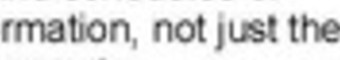 rmation, not just the